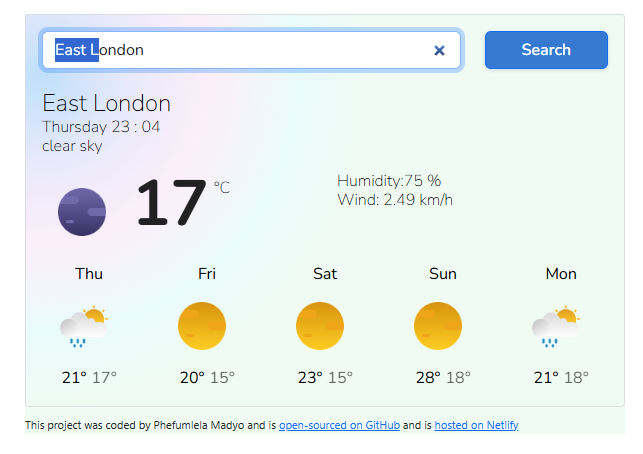 East London × Search
East London
Thursday 23 : 04
clear sky
17 °C
Humidity:75 %
Wind: 2.49 km/h
Thu Fri Sat Sun Mon
21° 17° 20° 15° 23° 15° 28° 18° 21° 18°
This project was coded by Phefumlela Madyo and is open-sourced on GitHub and is hosted on Netlify